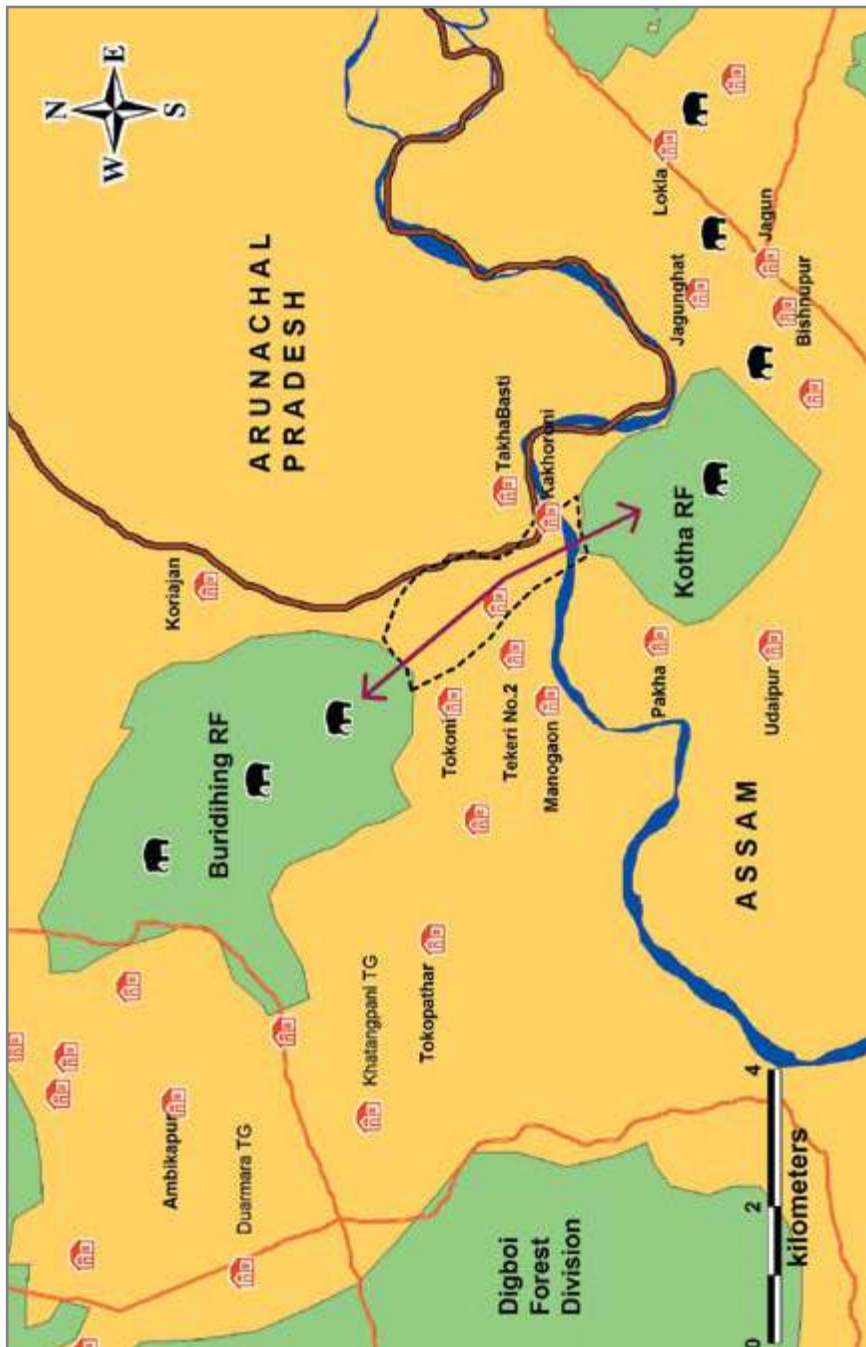 N
E
W
S
ARUNACHAL
PRADESH
Koriajan
TakhaBasti
Kakhoroni
Lokla
Jagun
Jagunghat
Bishnupur
Buridihing RF
Kotha RF
Tokoni
Tekeri No.2
Manogaon
Pakha
Udaipur
ASSAM
Ambikapur
Duarmara TG
Khatangpani TG
Tokopathar
Digboi
Forest
Division
0 2 4
kilometers